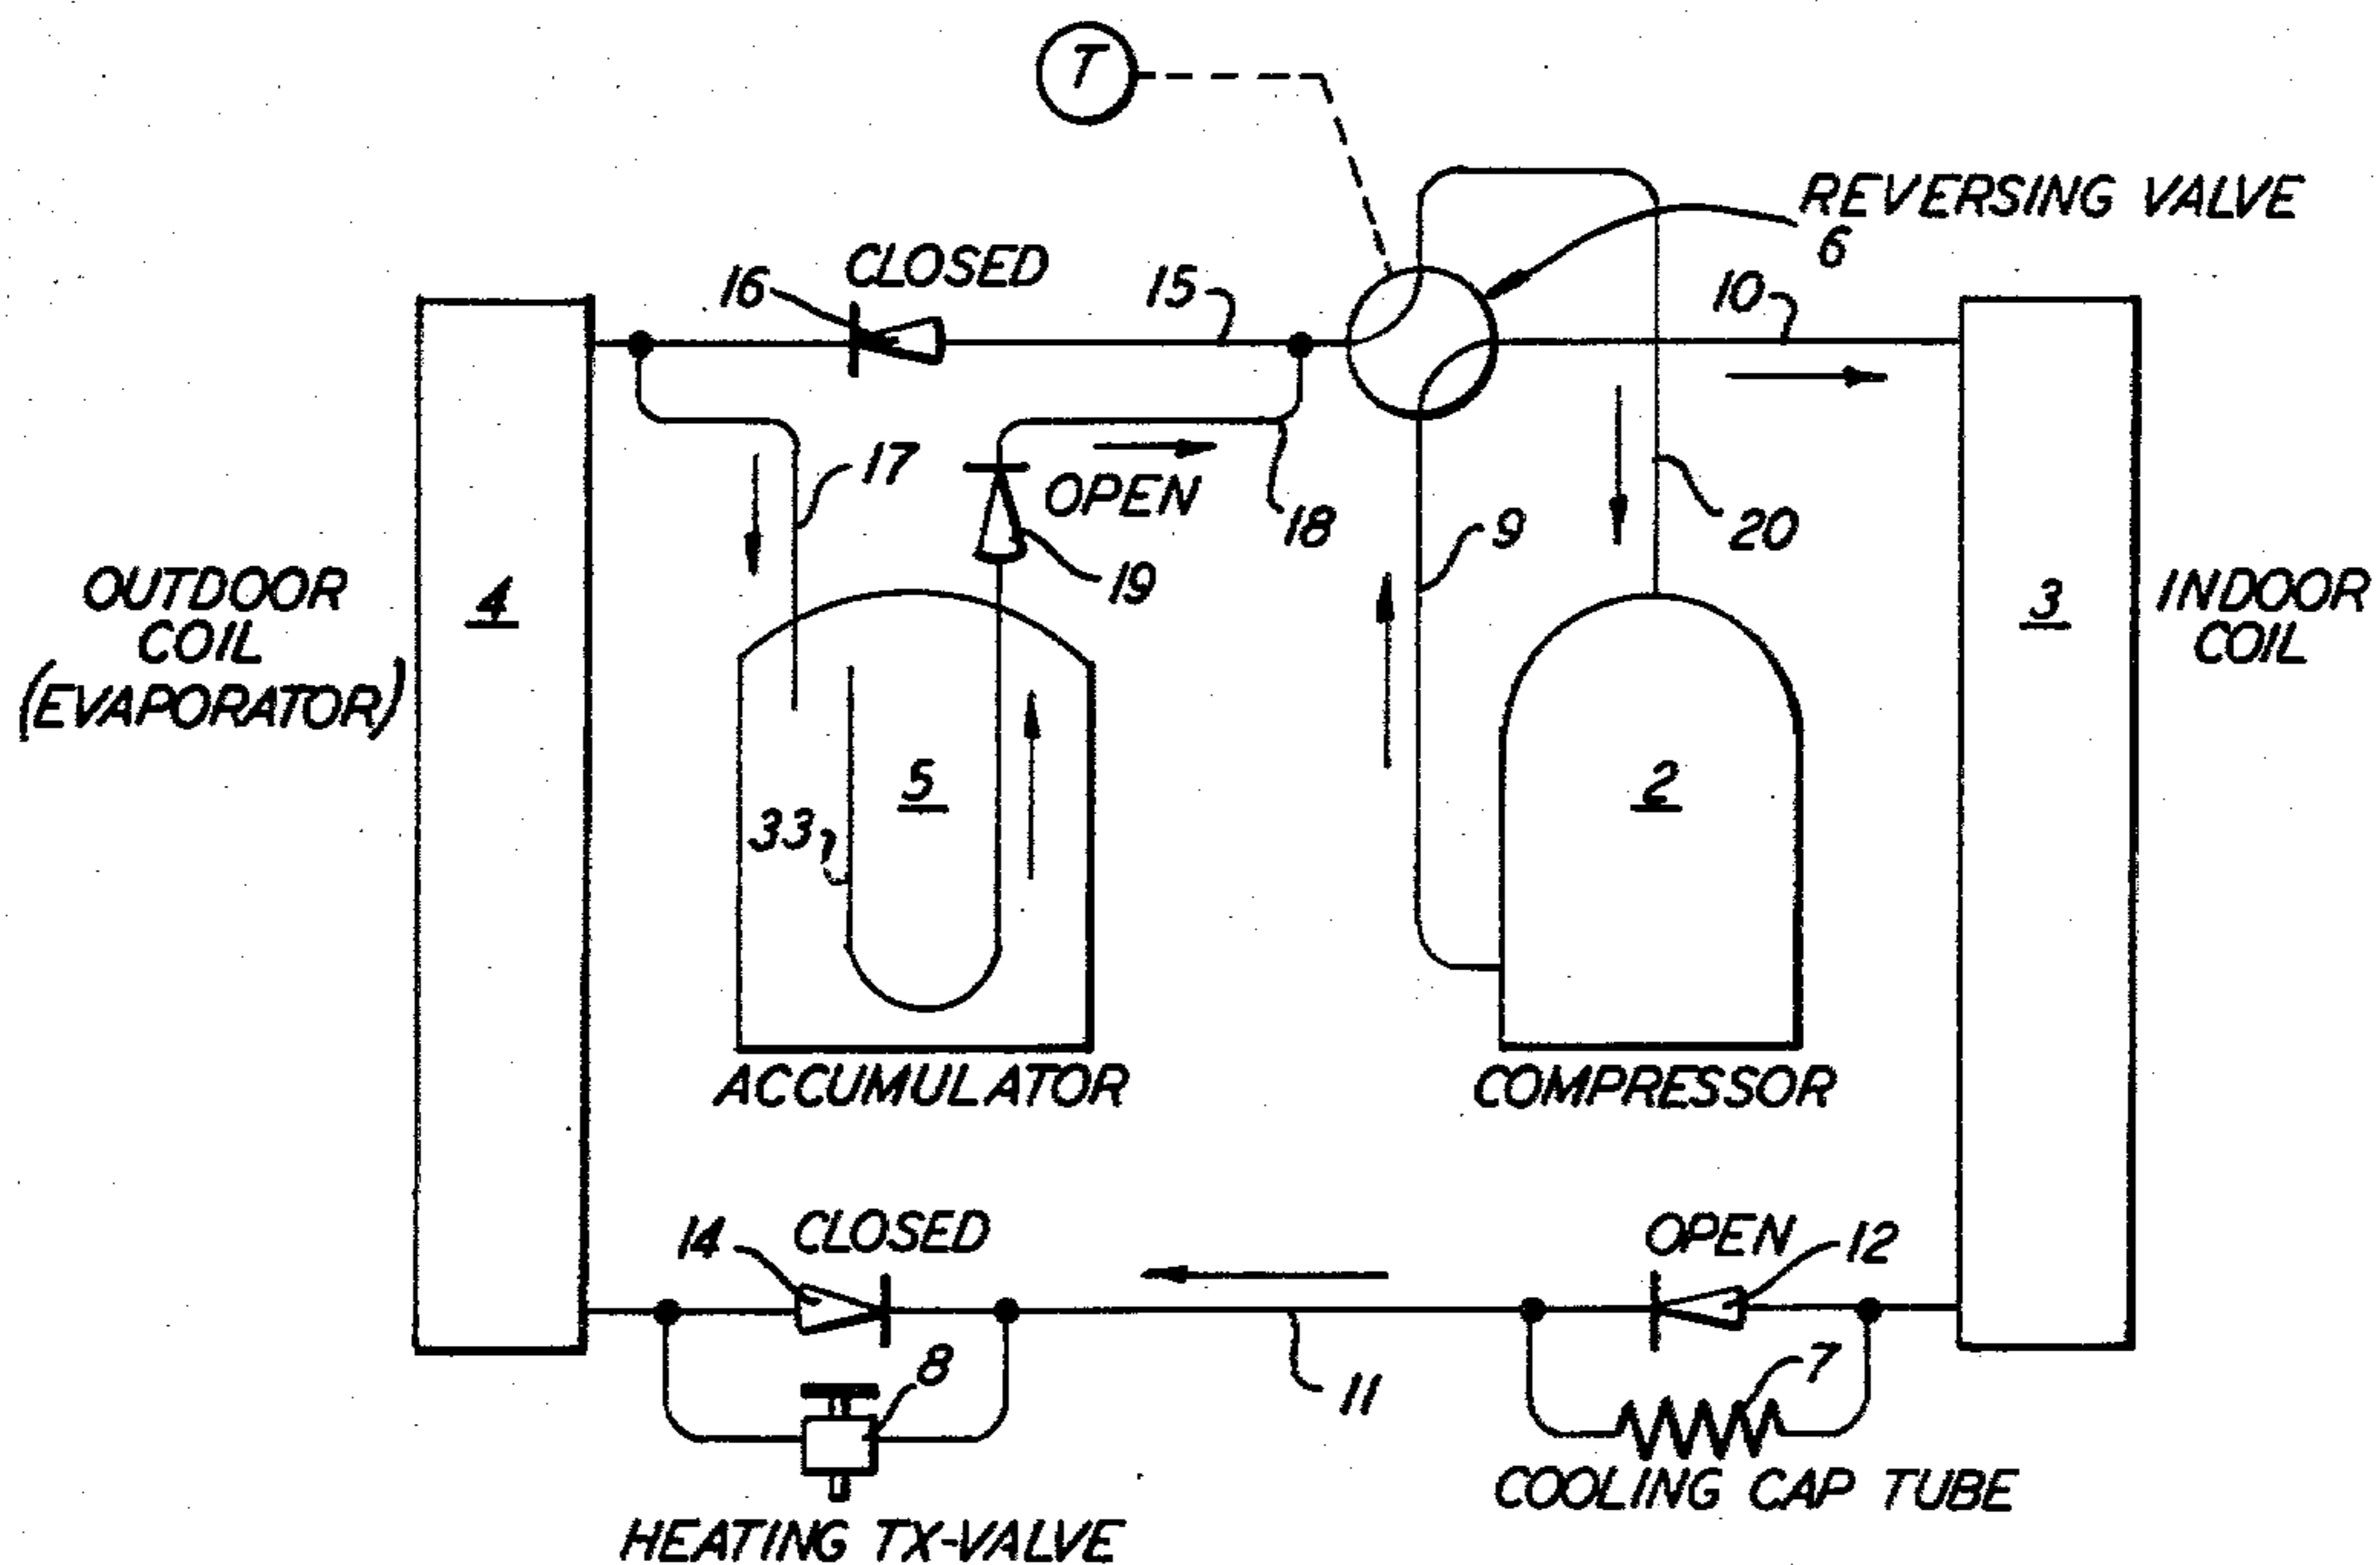 T
REVERSING VALVE
6
16
CLOSED
15
10
17
OPEN
18
9
20
19
OUTDOOR
COIL
(EVAPORATOR)
4
3
INDOOR
COIL
5
2
33
ACCUMULATOR
COMPRESSOR
14
CLOSED
OPEN
12
8
11
7
COOLING CAP TUBE
HEATING TX-VALVE